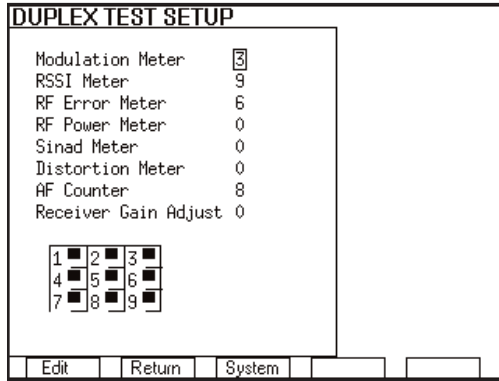 DUPLEX TEST SETUP
Modulation Meter 3
RSSI Meter 9
RF Error Meter 6
RF Power Meter 0
Sinad Meter 0
Distortion Meter 0
AF Counter 8
Receiver Gain Adjust 0
1 2 3
4 5 6
7 8 9
Edit Return System